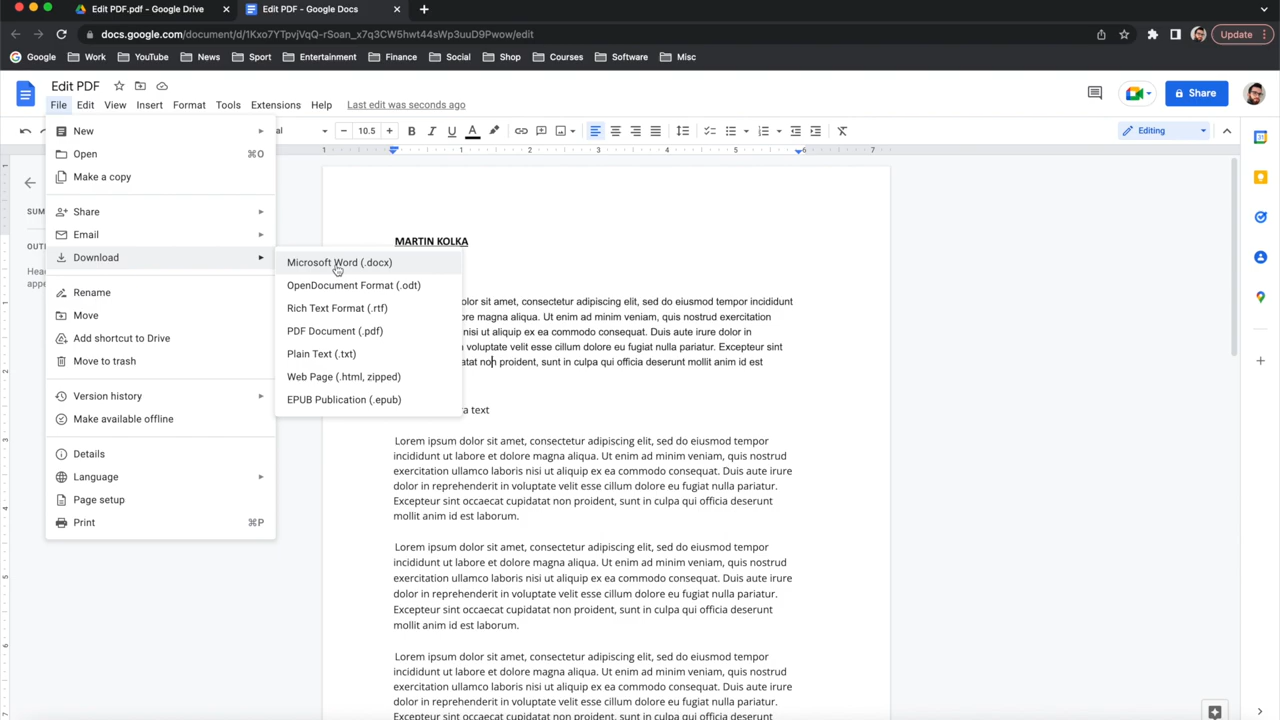 Edit PDF.pdf - Google Drive
Edit PDF - Google Docs
docs.google.com/document/d/1Kxo7YTpvjVqQ-rSoan_x7q3CW5hwt44sWp3uuD9Pwow/edit
Update
Google
Work
YouTube
News
Sport
Entertainment
Finance
Social
Shop
Courses
Software
Misc
Edit PDF
Share
File Edit View Insert Format Tools Extensions Help Last edit was seconds ago
10.5
Editing
1 1 2 3 4 5 6 7
New
Open ⌘O
Make a copy
Share
Email
Download
Rename
Move
Add shortcut to Drive
Move to trash
Version history
Make available offline
Details
Language
Page setup
Print ⌘P
Microsoft Word (.docx)
OpenDocument Format (.odt)
Rich Text Format (.rtf)
PDF Document (.pdf)
Plain Text (.txt)
Web Page (.html, zipped)
EPUB Publication (.epub)
MARTIN KOLKA
dolor sit amet, consectetur adipiscing elit, sed do eiusmod tempor incididunt
magna aliqua. Ut enim ad minim veniam, quis nostrud exercitation
nisi ut aliquip ex ea commodo consequat. Duis aute irure dolor in
voluptate velit esse cillum dolore eu fugiat nulla pariatur. Excepteur sint
non proident, sunt in culpa qui officia deserunt mollit anim id est
text
Lorem ipsum dolor sit amet, consectetur adipiscing elit, sed do eiusmod tempor
incididunt ut labore et dolore magna aliqua. Ut enim ad minim veniam, quis nostrud
exercitation ullamco laboris nisi ut aliquip ex ea commodo consequat. Duis aute irure
dolor in reprehenderit in voluptate velit esse cillum dolore eu fugiat nulla pariatur.
Excepteur sint occaecat cupidatat non proident, sunt in culpa qui officia deserunt
mollit anim id est laborum.
Lorem ipsum dolor sit amet, consectetur adipiscing elit, sed do eiusmod tempor
incididunt ut labore et dolore magna aliqua. Ut enim ad minim veniam, quis nostrud
exercitation ullamco laboris nisi ut aliquip ex ea commodo consequat. Duis aute irure
dolor in reprehenderit in voluptate velit esse cillum dolore eu fugiat nulla pariatur.
Excepteur sint occaecat cupidatat non proident, sunt in culpa qui officia deserunt
mollit anim id est laborum.
Lorem ipsum dolor sit amet, consectetur adipiscing elit, sed do eiusmod tempor
incididunt ut labore et dolore magna aliqua. Ut enim ad minim veniam, quis nostrud
exercitation ullamco laboris nisi ut aliquip ex ea commodo consequat. Duis aute irure
dolor in reprehenderit in voluptate velit esse cillum dolore eu fugiat nulla pariatur.